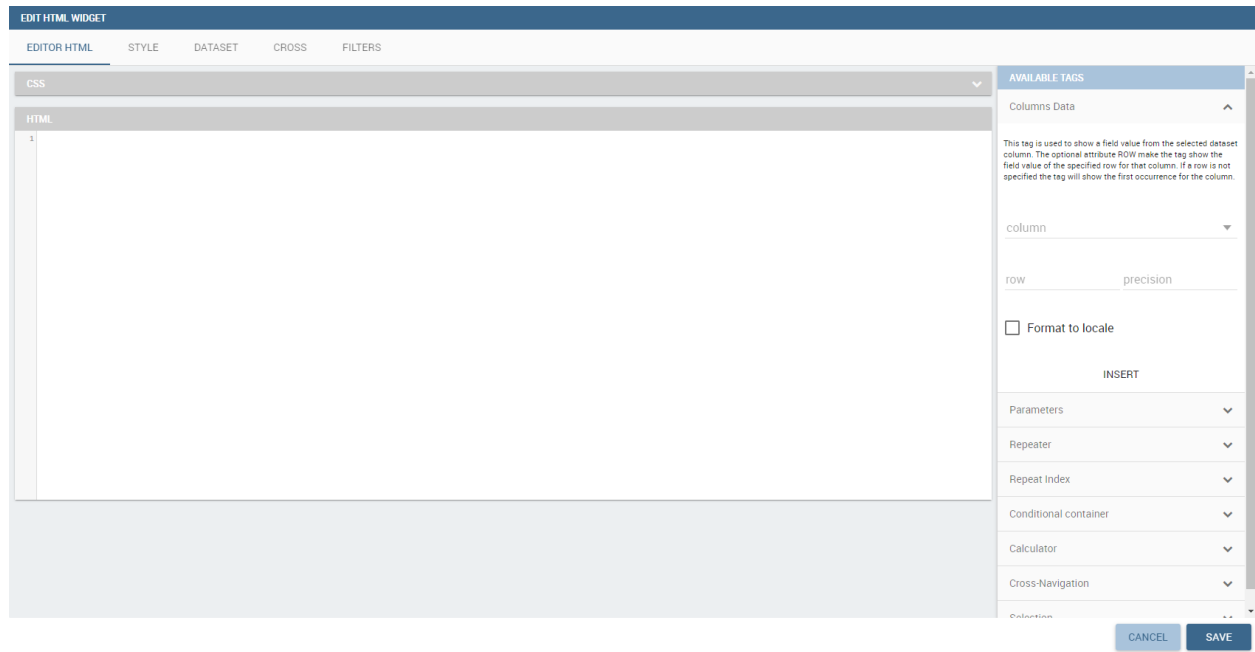 EDIT HTML WIDGET
EDITOR HTML STYLE DATASET CROSS FILTERS
CSS
HTML
1
AVAILABLE TAGS
Columns Data
This tag is used to show a field value from the selected dataset
column. The optional attribute ROW make the tag show the
field value of the specified row for that column. If a row is not
specified the tag will show the first occurrence for the column.
column
row precision
Format to locale
INSERT
Parameters
Repeater
Repeat Index
Conditional container
Calculator
Cross-Navigation
Selection
CANCEL SAVE